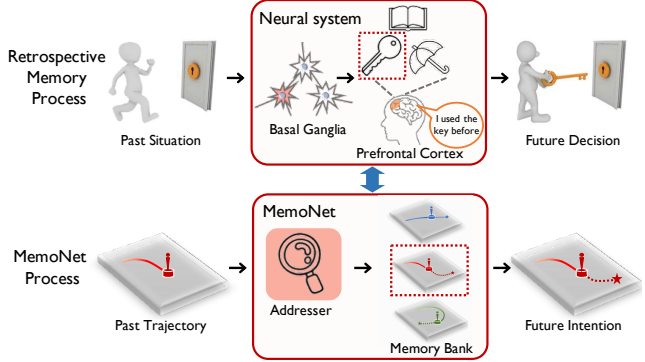 Neural system
Retrospective
Memory
Process
I used the
key before
Past Situation
Basal Ganglia
Prefrontal Cortex
Future Decision
MemoNet
MemoNet
Process
Addresser
Past Trajectory
Memory Bank
Future Intention